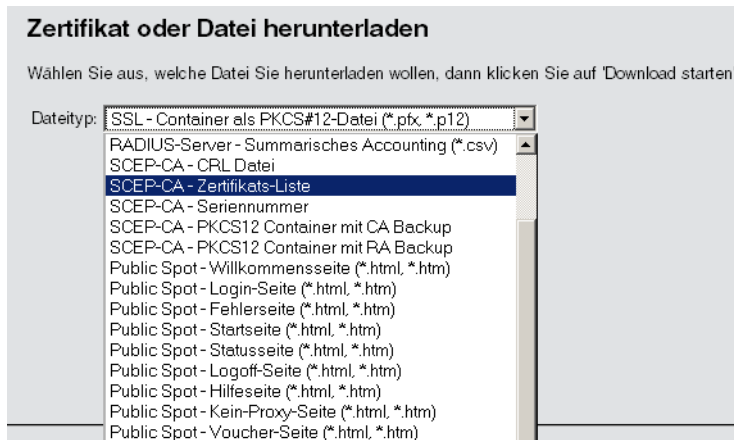 Zertifikat oder Datei herunterladen
Wählen Sie aus, welche Datei Sie herunterladen wollen, dann klicken Sie auf 'Download starten
Dateityp: SSL - Container als PKCS#12-Datei (*.pfx, *.p12)
RADIUS-Server - Summarisches Accounting (*.csv)
SCEP-CA - CRL Datei
SCEP-CA - Zertifikats-Liste
SCEP-CA - Seriennummer
SCEP-CA - PKCS12 Container mit CA Backup
SCEP-CA - PKCS12 Container mit RA Backup
Public Spot - Willkommensseite (*.html, *.htm)
Public Spot - Login-Seite (*.html, *.htm)
Public Spot - Fehlerseite (*.html, *.htm)
Public Spot - Startseite (*.html, *.htm)
Public Spot - Statusseite (*.html, *.htm)
Public Spot - Logoff-Seite (*.html, *.htm)
Public Spot - Hilfeseite (*.html, *.htm)
Public Spot - Kein-Proxy-Seite (*.html, *.htm)
Public Spot - Voucher-Seite (*.html, *.htm)